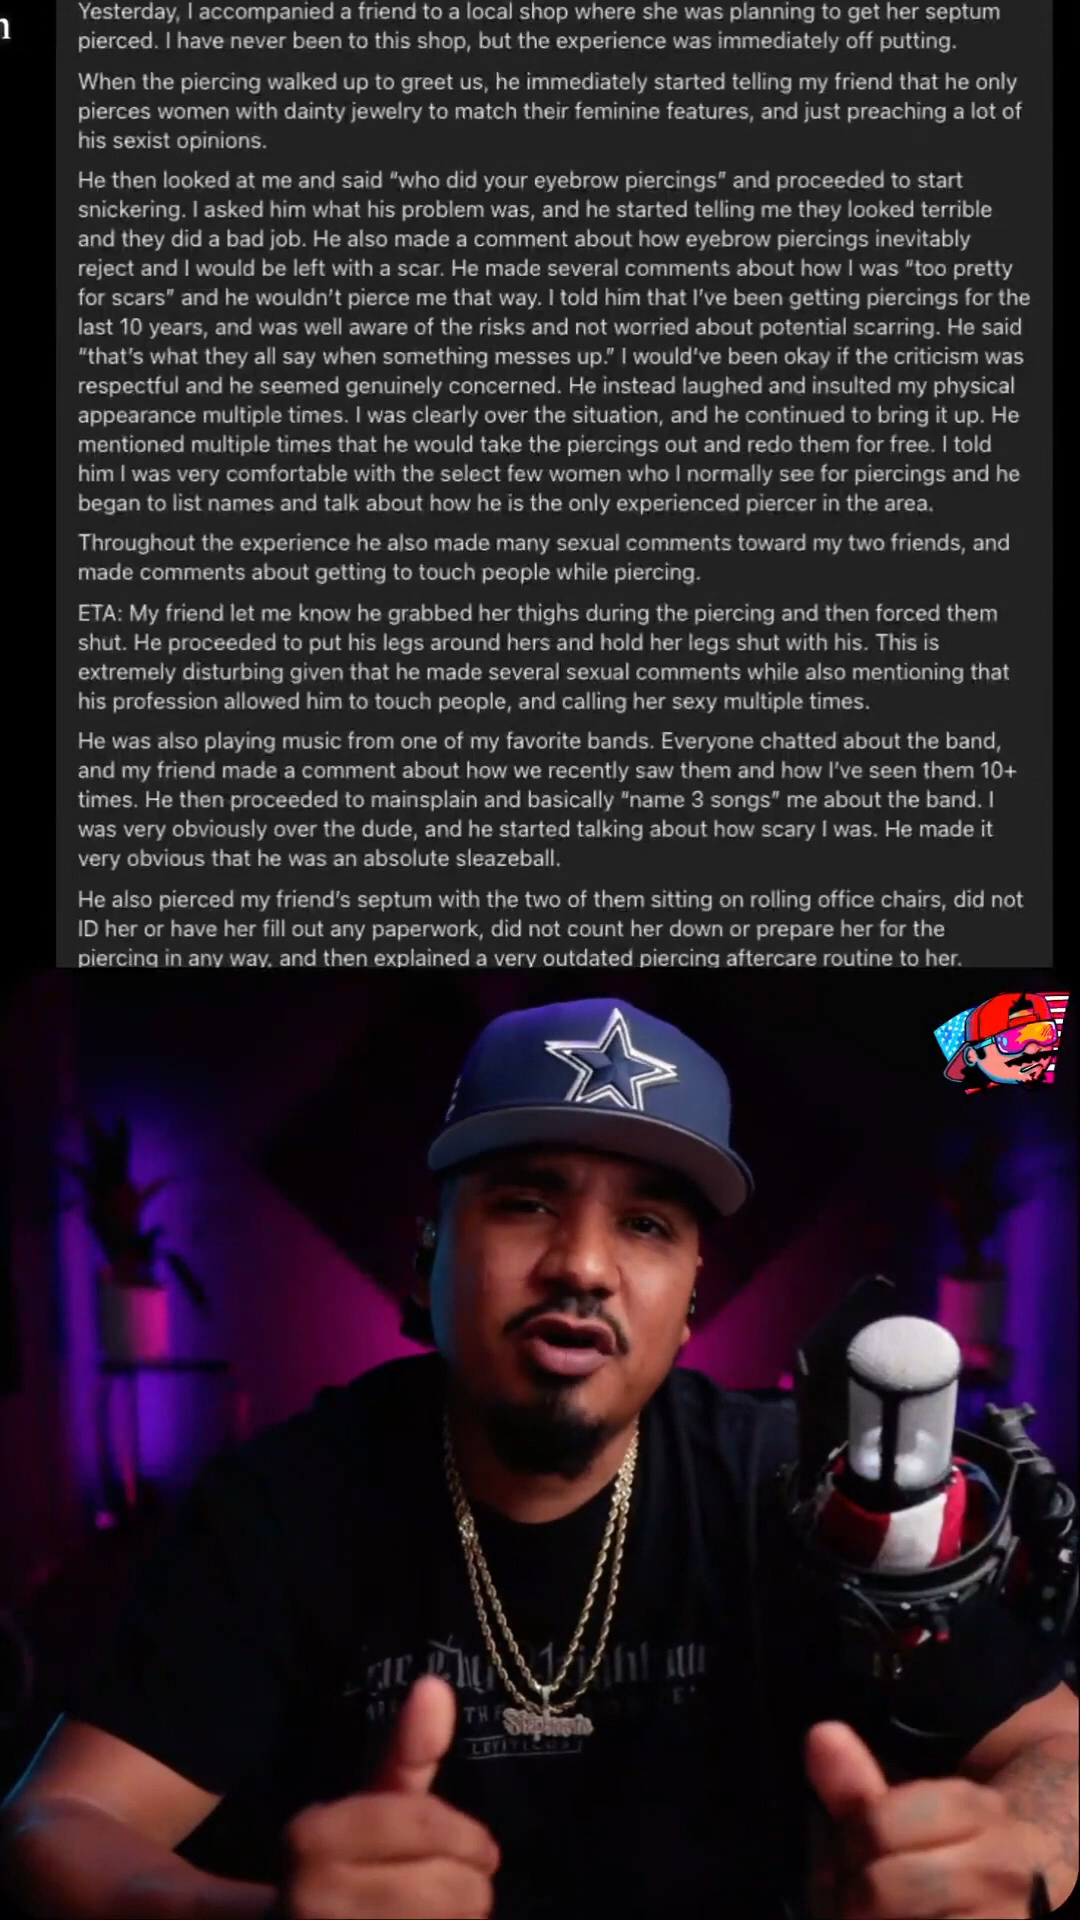 Yesterday, I accompanied a friend to a local shop where she was planning to get her septum
pierced. I have never been to this shop, but the experience was immediately off putting.
When the piercing walked up to greet us, he immediately started telling my friend that he only
pierces women with dainty jewelry to match their feminine features, and just preaching a lot of
his sexist opinions.
He then looked at me and said “who did your eyebrow piercings” and proceeded to start
snickering. I asked him what his problem was, and he started telling me they looked terrible
and they did a bad job. He also made a comment about how eyebrow piercings inevitably
reject and I would be left with a scar. He made several comments about how I was “too pretty
for scars” and he wouldn’t pierce me that way. I told him that I’ve been getting piercings for the
last 10 years, and was well aware of the risks and not worried about potential scarring. He said
“that’s what they all say when something messes up.” I would’ve been okay if the criticism was
respectful and he seemed genuinely concerned. He instead laughed and insulted my physical
appearance multiple times. I was clearly over the situation, and he continued to bring it up. He
mentioned multiple times that he would take the piercings out and redo them for free. I told
him I was very comfortable with the select few women who I normally see for piercings and he
began to list names and talk about how he is the only experienced piercer in the area.
Throughout the experience he also made many sexual comments toward my two friends, and
made comments about getting to touch people while piercing.
ETA: My friend let me know he grabbed her thighs during the piercing and then forced them
shut. He proceeded to put his legs around hers and hold her legs shut with his. This is
extremely disturbing given that he made several sexual comments while also mentioning that
his profession allowed him to touch people, and calling her sexy multiple times.
He was also playing music from one of my favorite bands. Everyone chatted about the band,
and my friend made a comment about how we recently saw them and how I’ve seen them 10+
times. He then proceeded to mainsplain and basically “name 3 songs” me about the band. I
was very obviously over the dude, and he started talking about how scary I was. He made it
very obvious that he was an absolute sleazeball.
He also pierced my friend’s septum with the two of them sitting on rolling office chairs, did not
ID her or have her fill out any paperwork, did not count her down or prepare her for the
piercing in any way, and then explained a very outdated piercing aftercare routine to her.